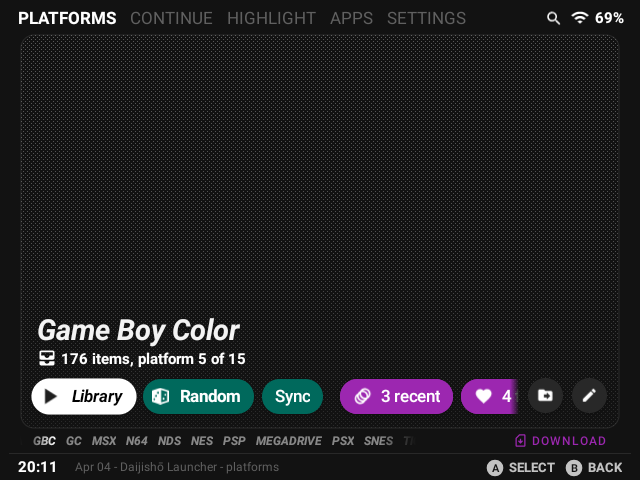 PLATFORMS CONTINUE HIGHLIGHT APPS SETTINGS 69%
Game Boy Color
176 items, platform 5 of 15
Library Random Sync 3 recent 4
GBC GC MSX N64 NDS NES PSP MEGADRIVE PSX SNES DOWNLOAD
20:11 Apr 04 - Daijishō Launcher - platforms A SELECT B BACK